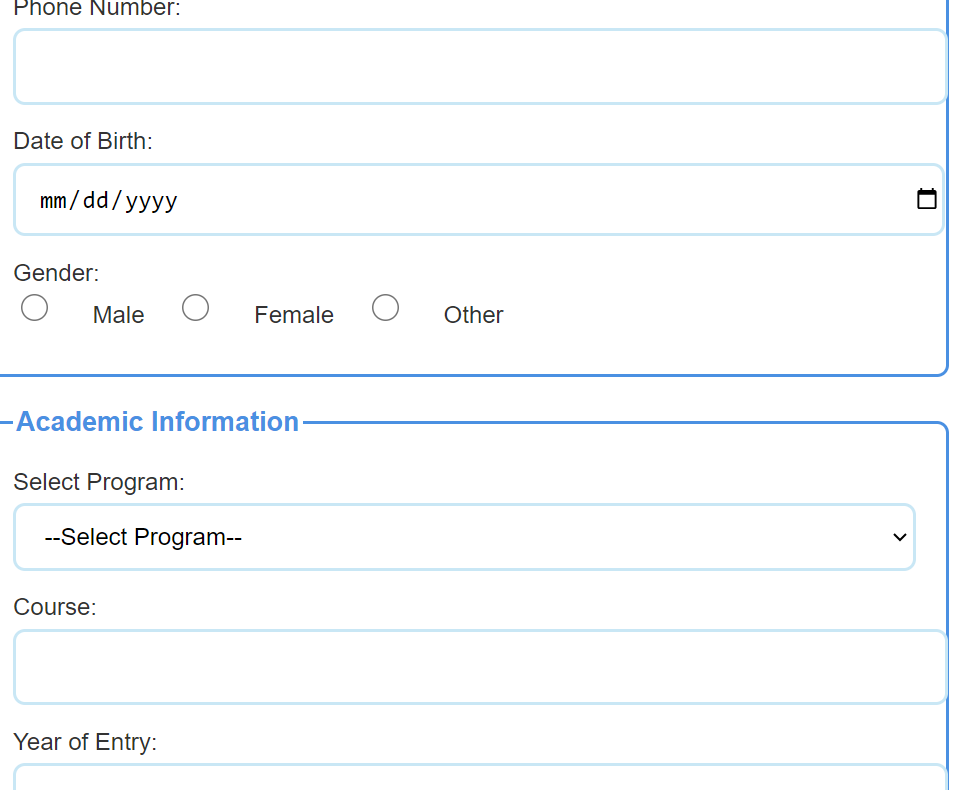 Phone Number:
Date of Birth:
mm/dd/yyyy
Gender:
Male Female Other
Academic Information
Select Program:
--Select Program--
Course:
Year of Entry: